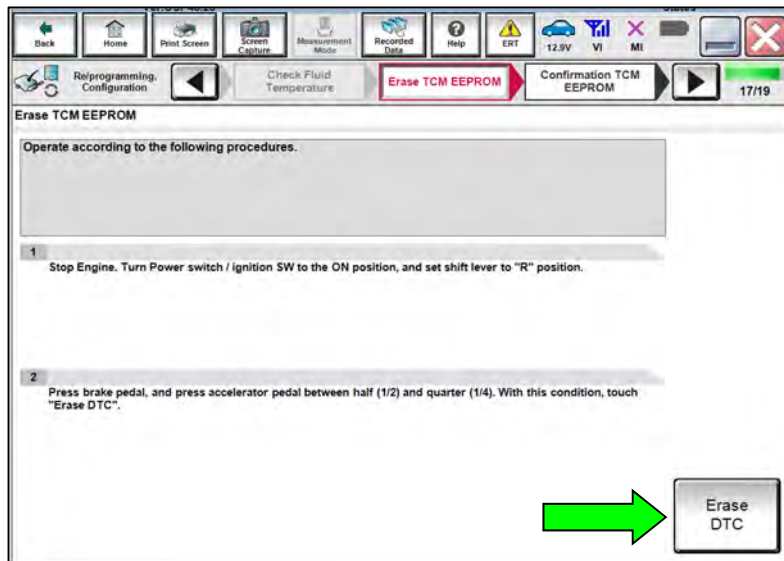 Back
Home
Print Screen
Screen
Capture
Measurement
Mode
Recorded
Data
Help
ERT
12.9V
VI
MI
Re/programming,
Configuration
Check Fluid
Temperature
Erase TCM EEPROM
Confirmation TCM
EEPROM
17/19
Erase TCM EEPROM
Operate according to the following procedures.
1
Stop Engine. Turn Power switch / ignition SW to the ON position, and set shift lever to "R" position.
2
Press brake pedal, and press accelerator pedal between half (1/2) and quarter (1/4). With this condition, touch
"Erase DTC".
Erase
DTC